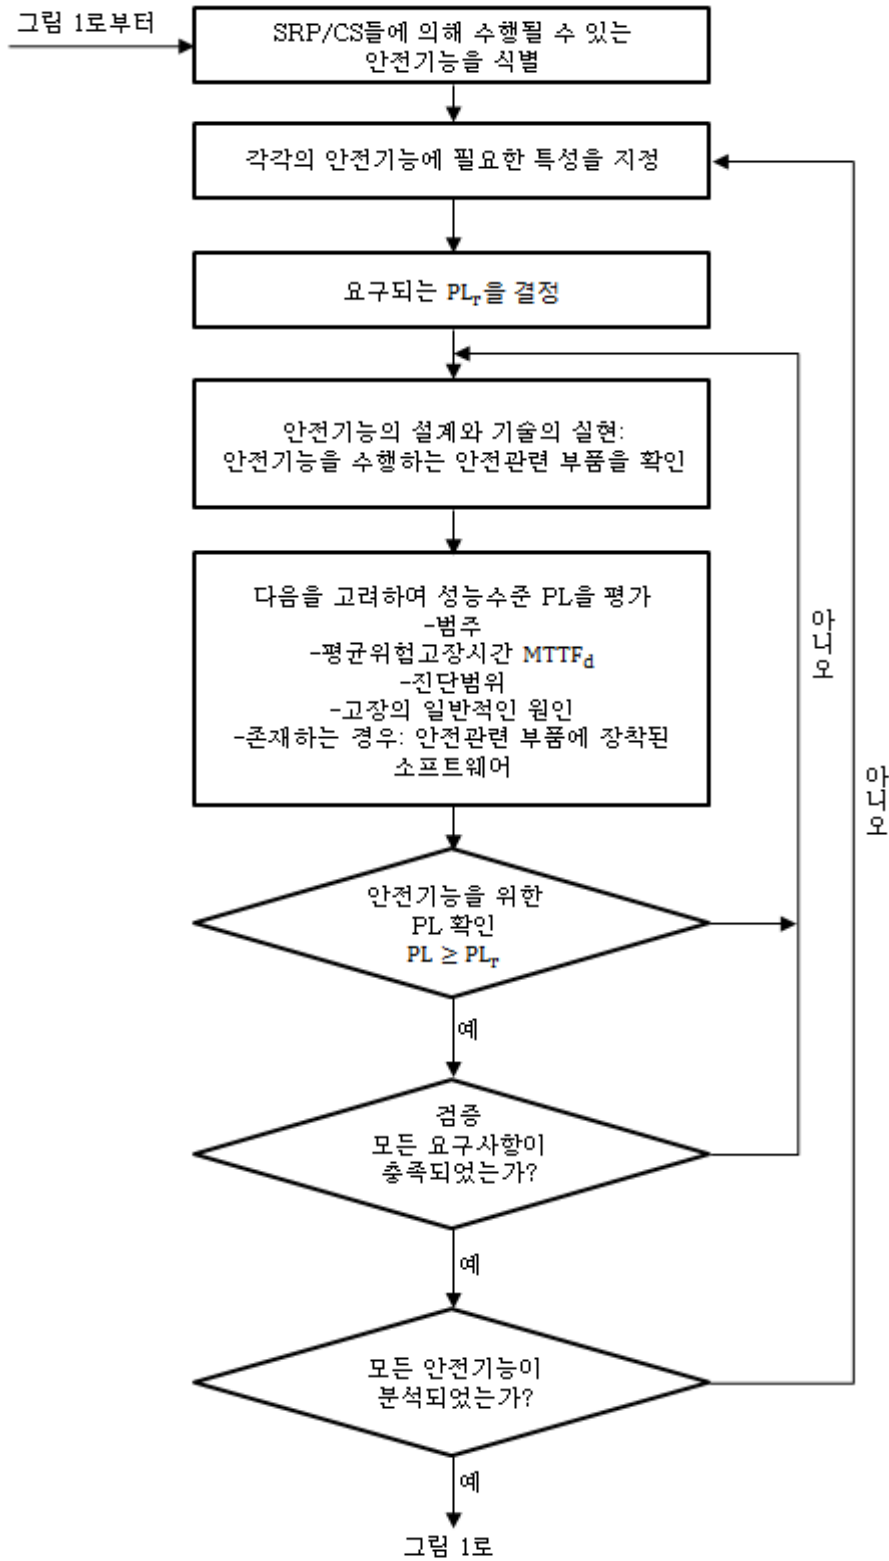 그림 1로부터
SRP/CS들에 의해 수행될 수 있는
안전기능을 식별
각각의 안전기능에 필요한 특성을 지정
요구되는 PLr을 결정
안전기능의 설계와 기술의 실현:
안전기능을 수행하는 안전관련 부품을 확인
다음을 고려하여 성능수준 PL을 평가
-범주
-평균위험고장시간 MTTFd
-진단범위
-고장의 일반적인 원인
-존재하는 경우: 안전관련 부품에 장착된
소프트웨어
아니오
아니오
안전기능을 위한
PL 확인
PL ≥ PLr
예
검증
모든 요구사항이
충족되었는가?
예
모든 안전기능이
분석되었는가?
예
그림 1로